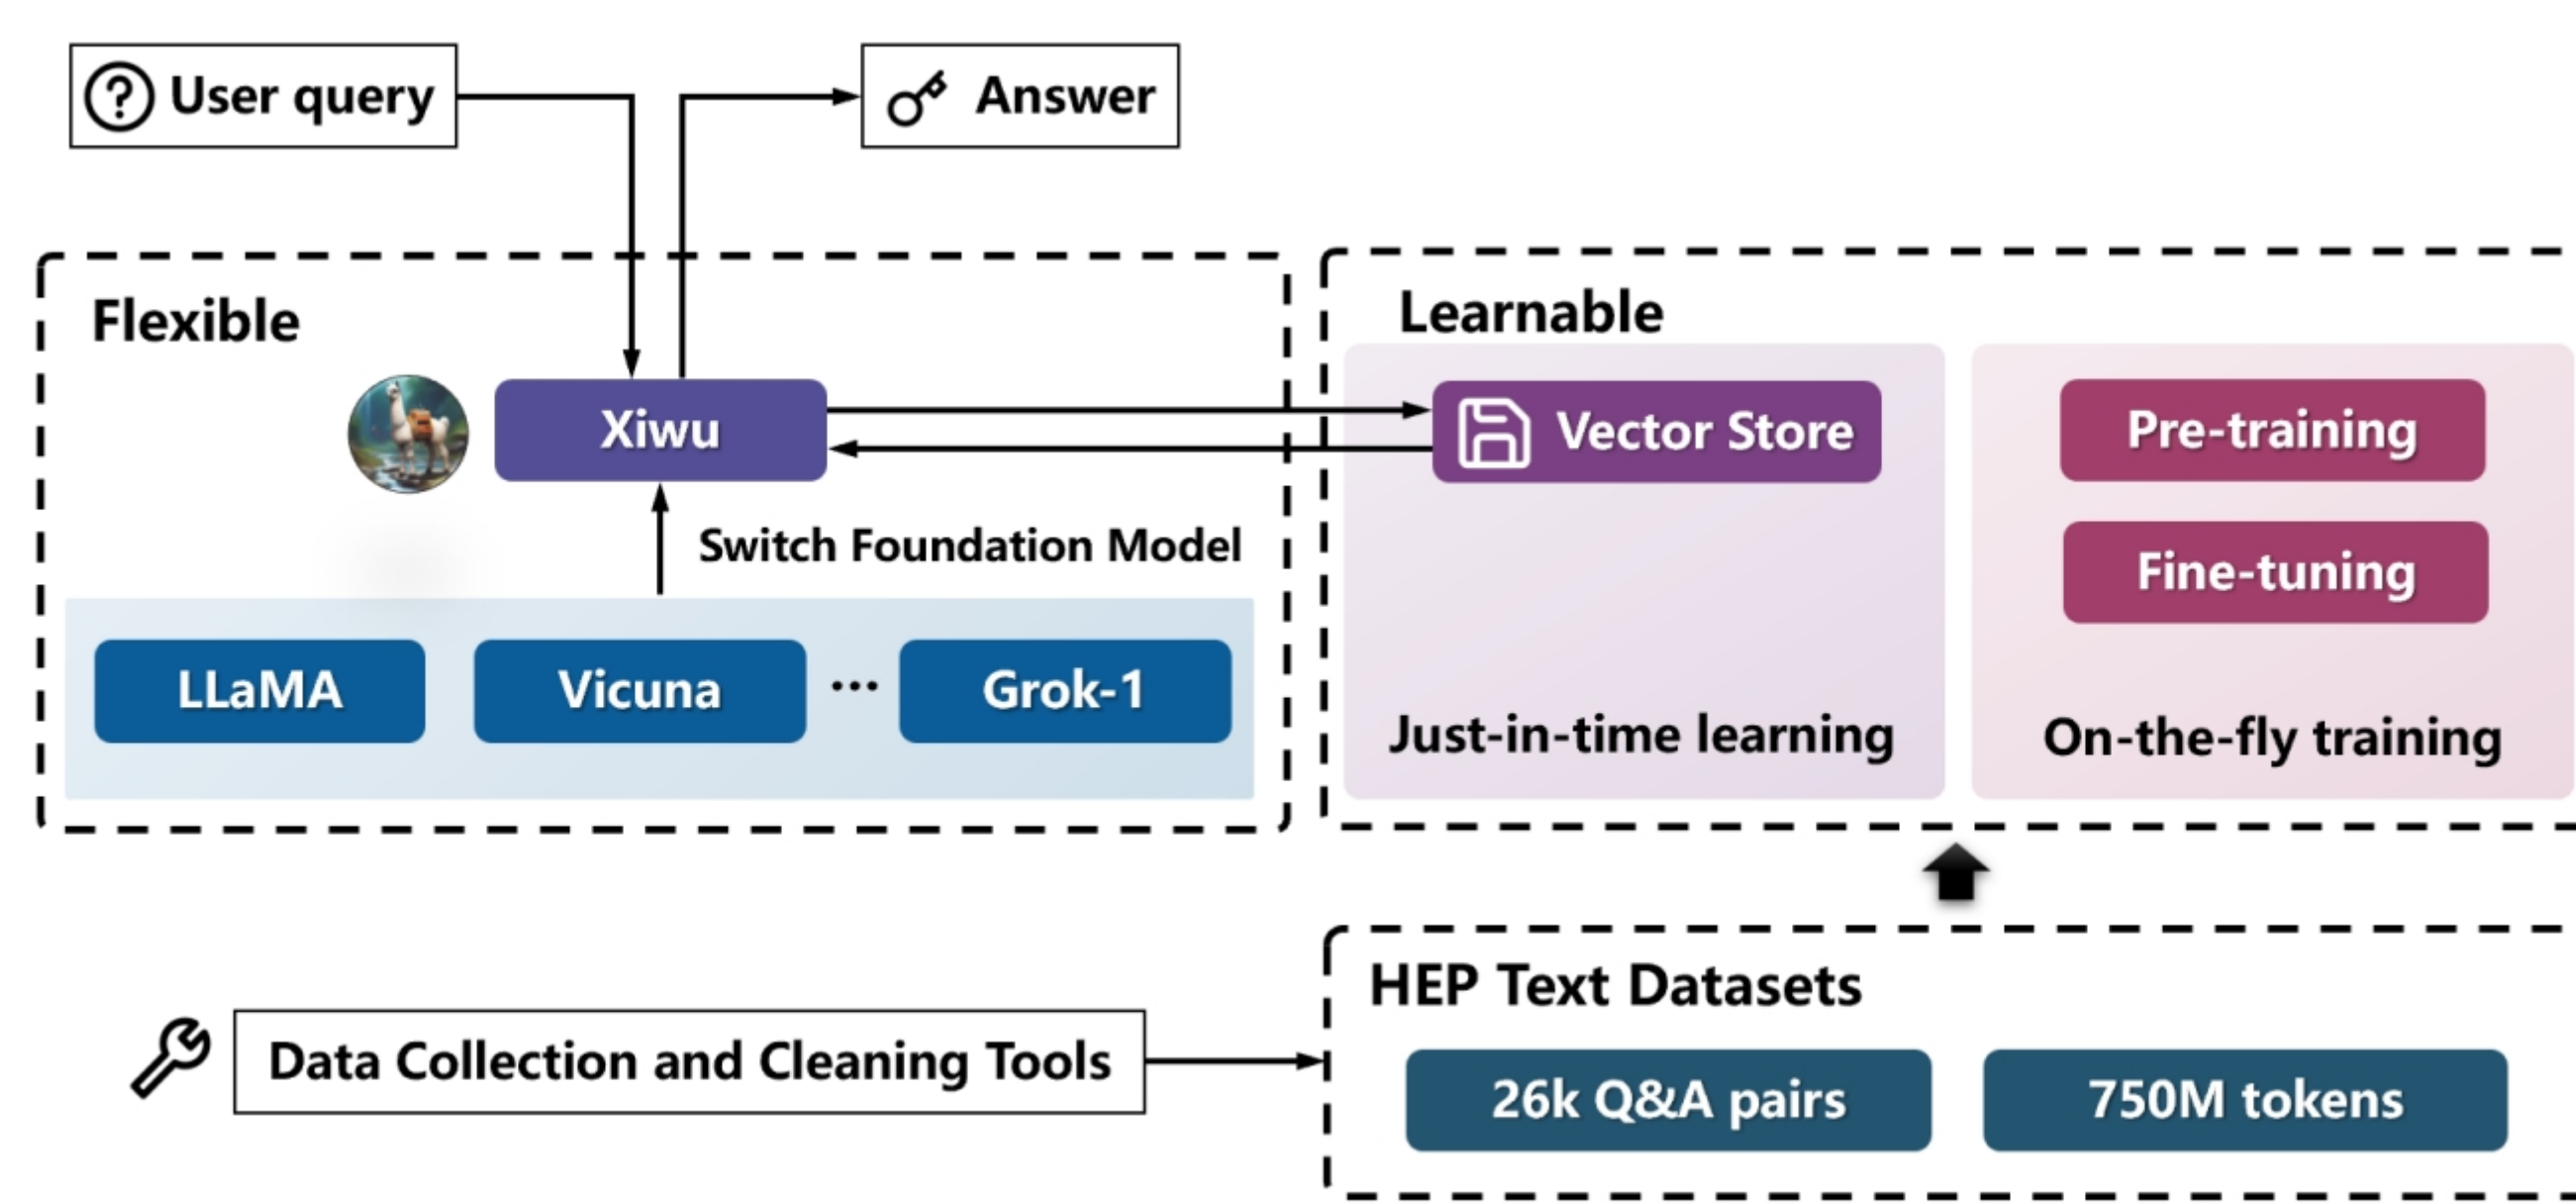 User query
Answer
Flexible
Xiwu
Switch Foundation Model
LLaMA
Vicuna
...
Grok-1
Learnable
Vector Store
Just-in-time learning
Pre-training
Fine-tuning
On-the-fly training
Data Collection and Cleaning Tools
HEP Text Datasets
26k Q&A pairs
750M tokens